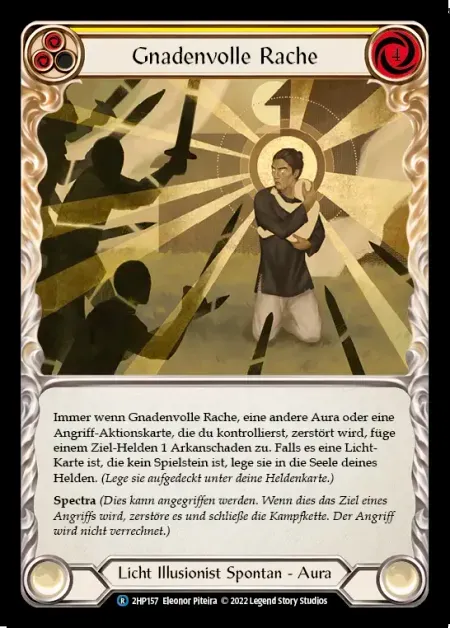 Gnadenvolle Rache
4
Immer wenn Gnadenvolle Rache, eine andere Aura oder eine
Angriff-Aktionskarte, die du kontrollierst, zerstört wird, füge
einem Ziel-Helden 1 Arkanschaden zu. Falls es eine Licht-
Karte ist, die kein Spielstein ist, lege sie in die Seele deines
Helden. (Lege sie aufgedeckt unter deine Heldenkarte.)
Spectra (Dies kann angegriffen werden. Wenn dies das Ziel eines
Angriffs wird, zerstöre es und schließe die Kampfkette. Der Angriff
wird nicht verrechnet.)
Licht Illusionist Spontan - Aura
R 2HP157 Eleonor Piteira © 2022 Legend Story Studios